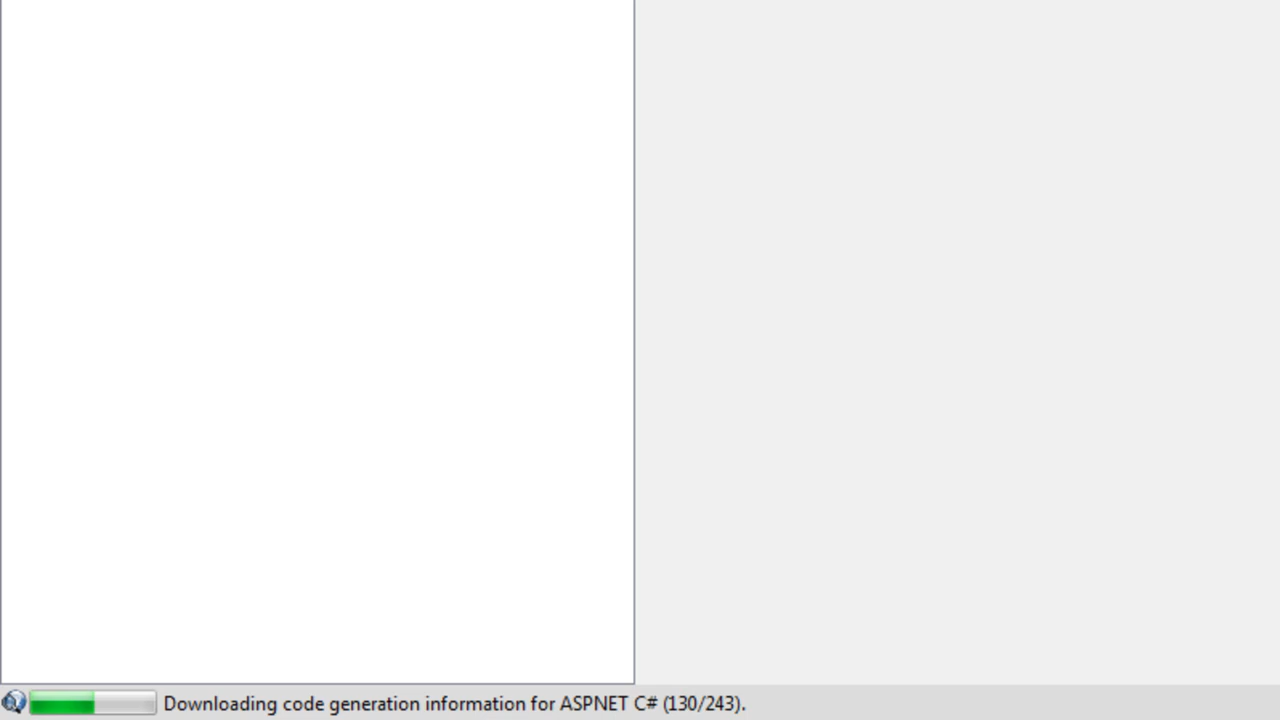 Downloading code generation information for ASPNET C# (130/243).